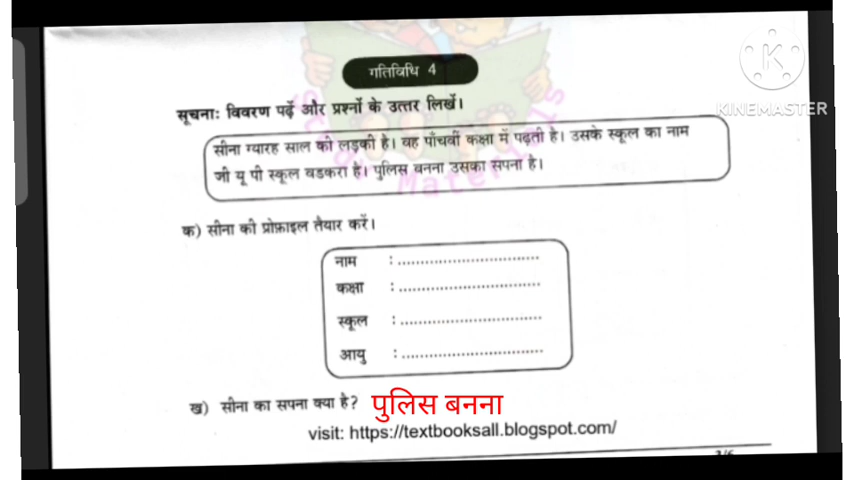 गतिविधि 4
KINEMASTER
सूचनाः विवरण पढ़ें और प्रश्नों के उत्तर लिखें।
सीना ग्यारह साल की लड़की है। वह पाँचवीं कक्षा में पढ़ती है। उसके स्कूल का नाम
जी यू पी स्कूल वडकरा है। पुलिस बनना उसका सपना है।
क) सीना की प्रोफ़ाइल तैयार करें।
नाम : ................................
कक्षा : ................................
स्कूल : ................................
आयु : ................................
ख) सीना का सपना क्या है? पुलिस बनना
visit: https://textbooksall.blogspot.com/